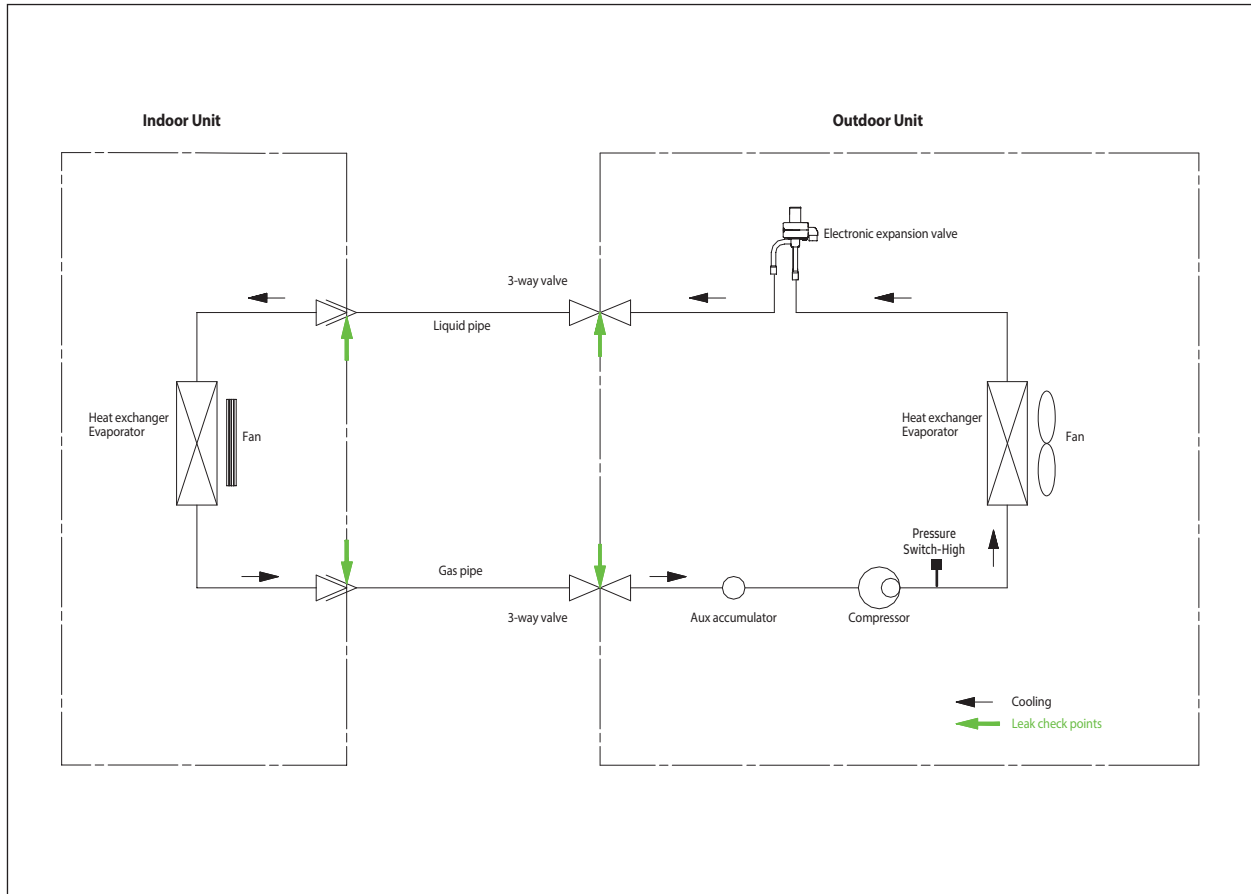 Indoor Unit
Outdoor Unit
Electronic expansion valve
3-way valve
Liquid pipe
Heat exchanger
Evaporator
Fan
Heat exchanger
Evaporator
Fan
Pressure
Switch-High
Gas pipe
3-way valve
Aux accumulator
Compressor
Cooling
Leak check points